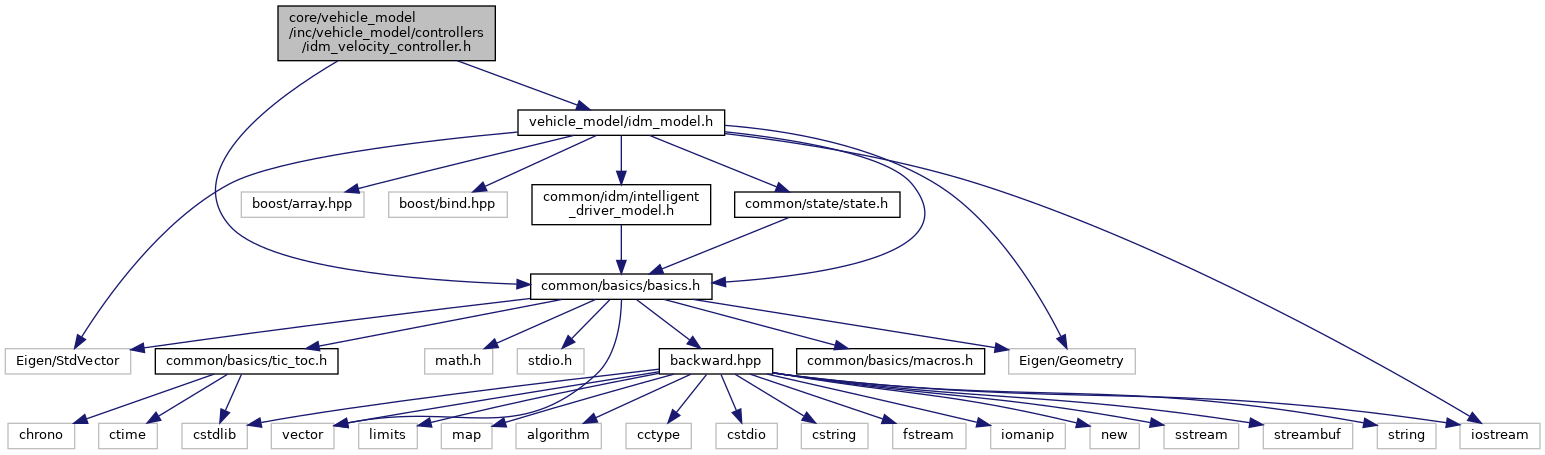 core/vehicle_model
/inc/vehicle_model/controllers
/idm_velocity_controller.h
vehicle_model/idm_model.h
boost/array.hpp
boost/bind.hpp
common/idm/intelligent
_driver_model.h
common/state/state.h
common/basics/basics.h
Eigen/StdVector
common/basics/tic_toc.h
math.h
stdio.h
backward.hpp
common/basics/macros.h
Eigen/Geometry
chrono
ctime
cstdlib
vector
limits
map
algorithm
cctype
cstdio
cstring
fstream
iomanip
new
sstream
streambuf
string
iostream